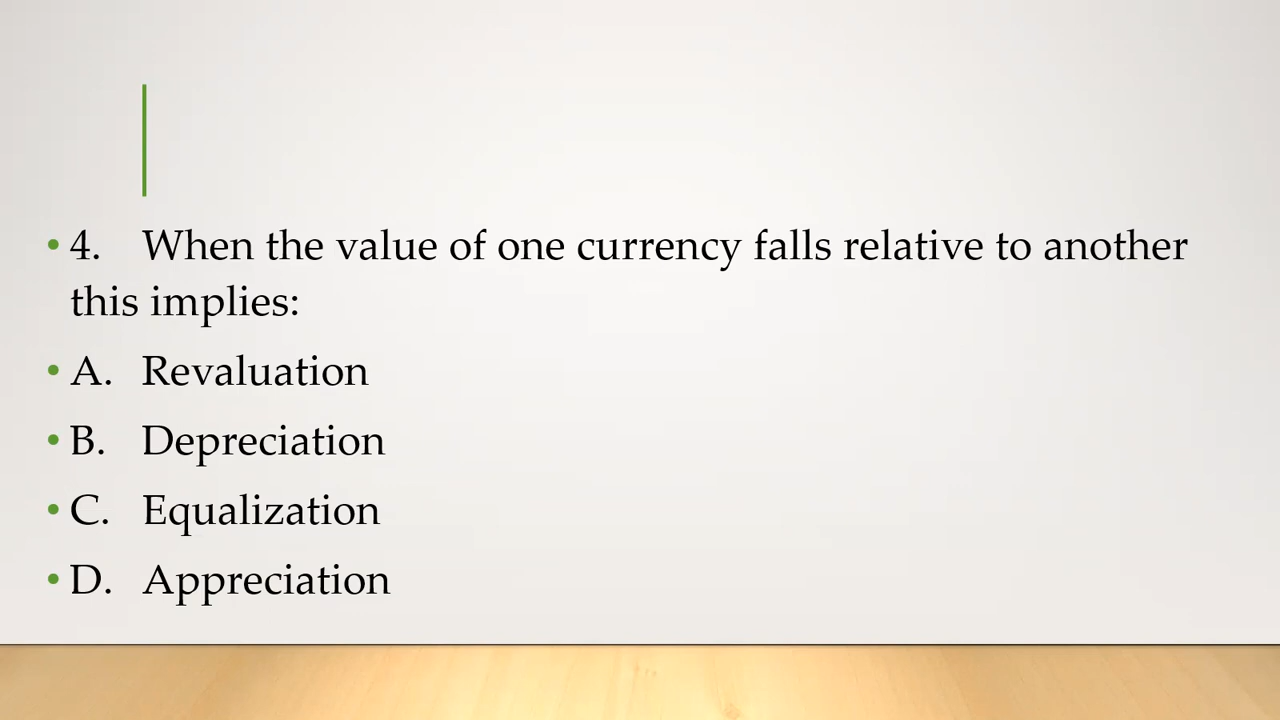 • 4. When the value of one currency falls relative to another
this implies:
• A. Revaluation
• B. Depreciation
• C. Equalization
• D. Appreciation